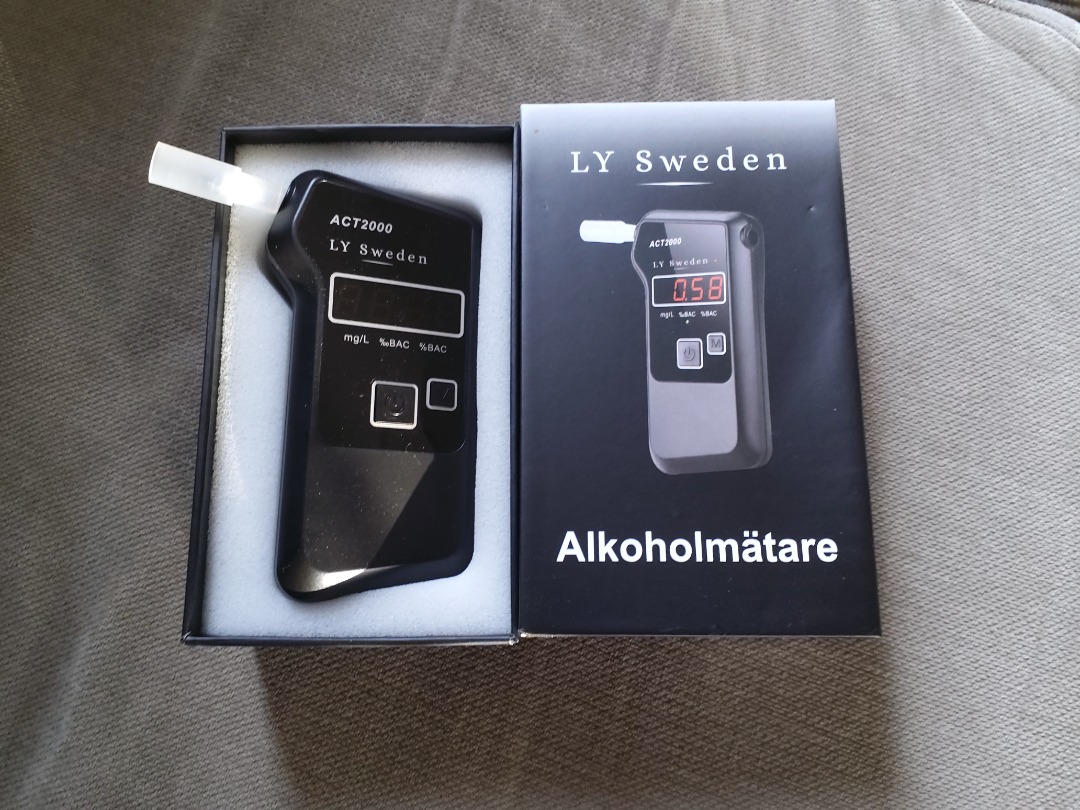 ACT2000
LY Sweden
mg/L ‰BAC %BAC
LY Sweden
ACT2000
LY Sweden
0.58
mg/L ‰BAC %BAC
M
Alkoholmätare